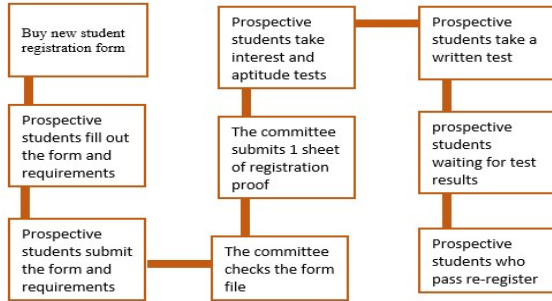 Buy new student
registration form
Prospective
students fill out
the form and
requirements
Prospective
students submit
the form and
requirements
The committee
checks the form
file
The committee
submits 1 sheet
of registration
proof
Prospective
students take
interest and
aptitude tests
Prospective
students take a
written test
prospective
students
waiting for test
results
Prospective
students who
pass re-register